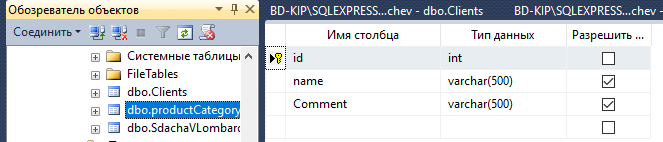 Обозреватель объектов
Соединить
Системные таблицы
FileTables
dbo.Clients
dbo.productCategory
dbo.SdachaVLombard
BD-KIP\SQLEXPRESS...chev - dbo.Clients
BD-KIP\SQLEXPRESS...
Имя столбца Тип данных Разрешить ...
id int
name varchar(500)
Comment varchar(500)